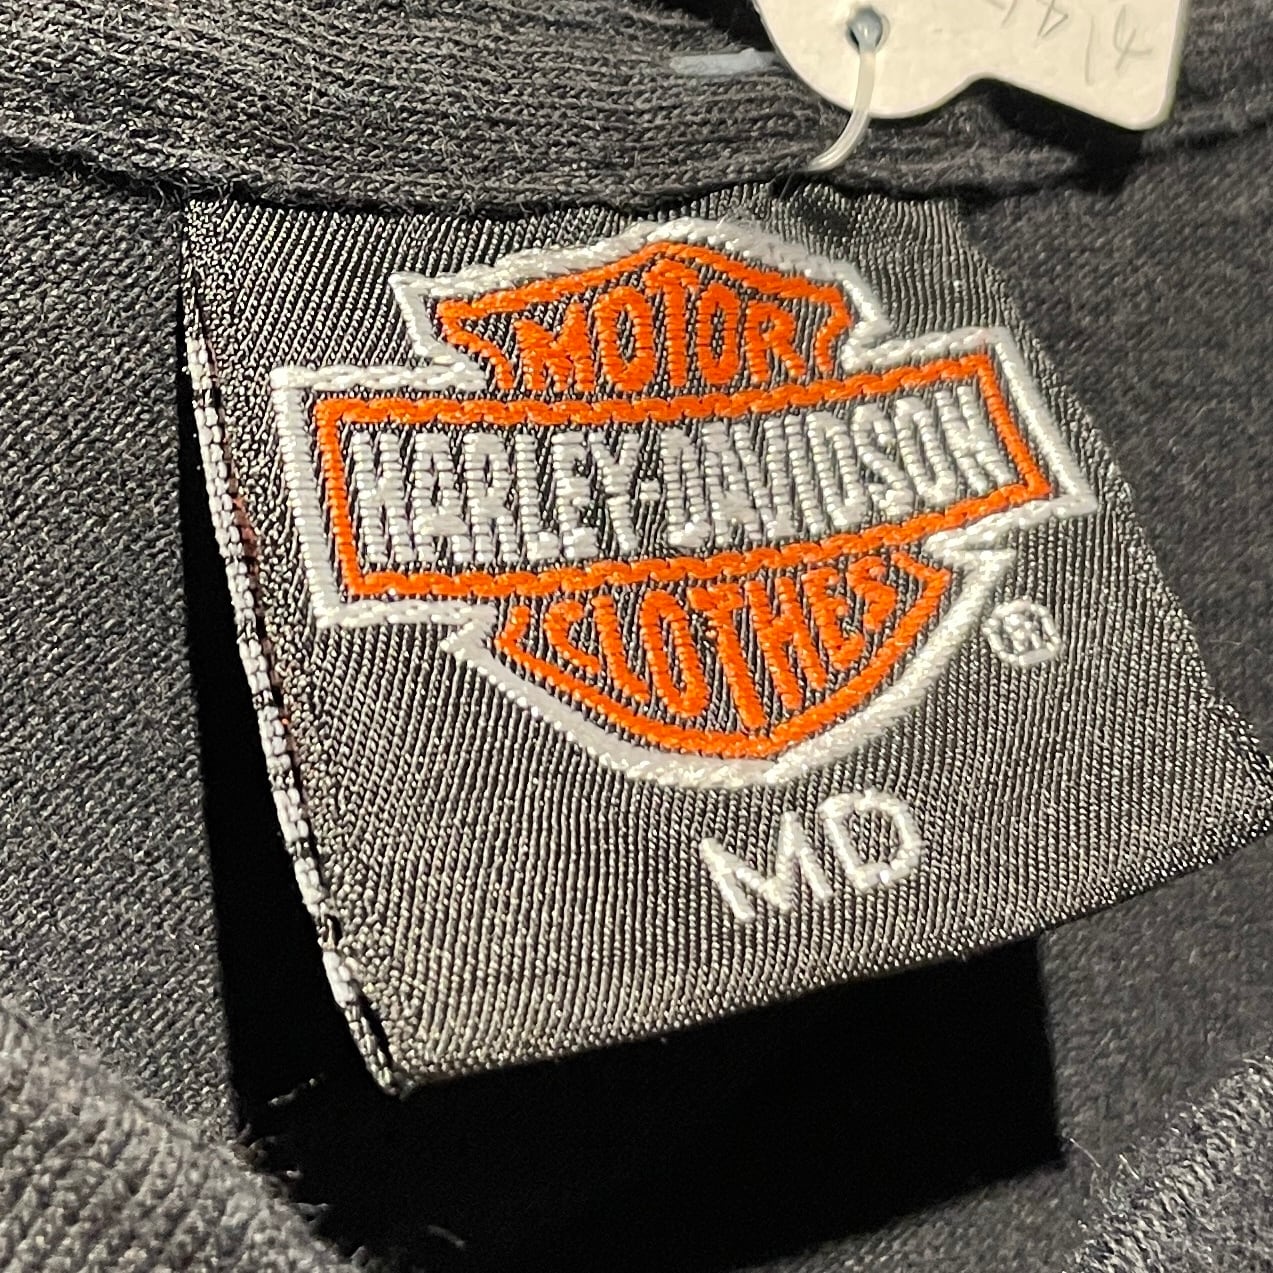 MOTOR
HARLEY-DAVIDSON
CLOTHES
®
MD